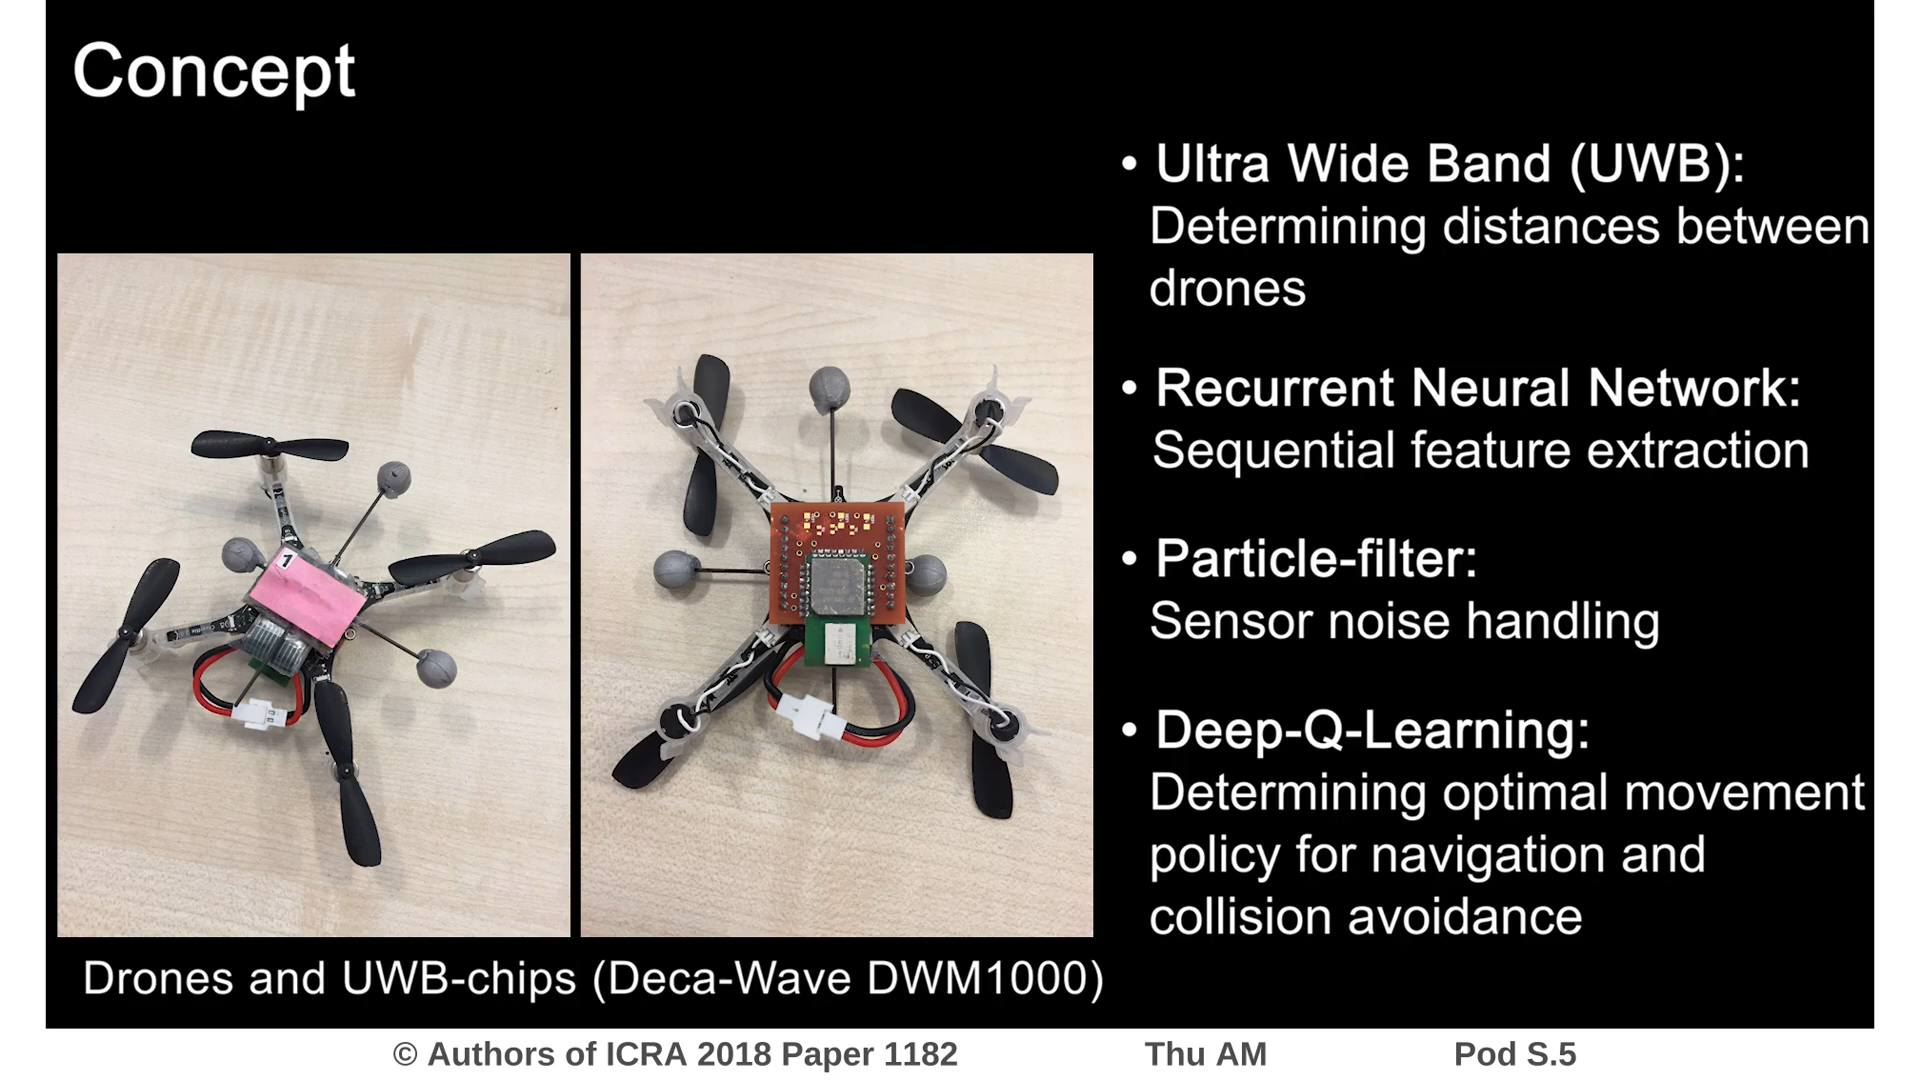 Concept
• Ultra Wide Band (UWB):
Determining distances between
drones
• Recurrent Neural Network:
Sequential feature extraction
• Particle-filter:
Sensor noise handling
• Deep-Q-Learning:
Determining optimal movement
policy for navigation and
collision avoidance
1
Drones and UWB-chips (Deca-Wave DWM1000)
© Authors of ICRA 2018 Paper 1182 Thu AM Pod S.5